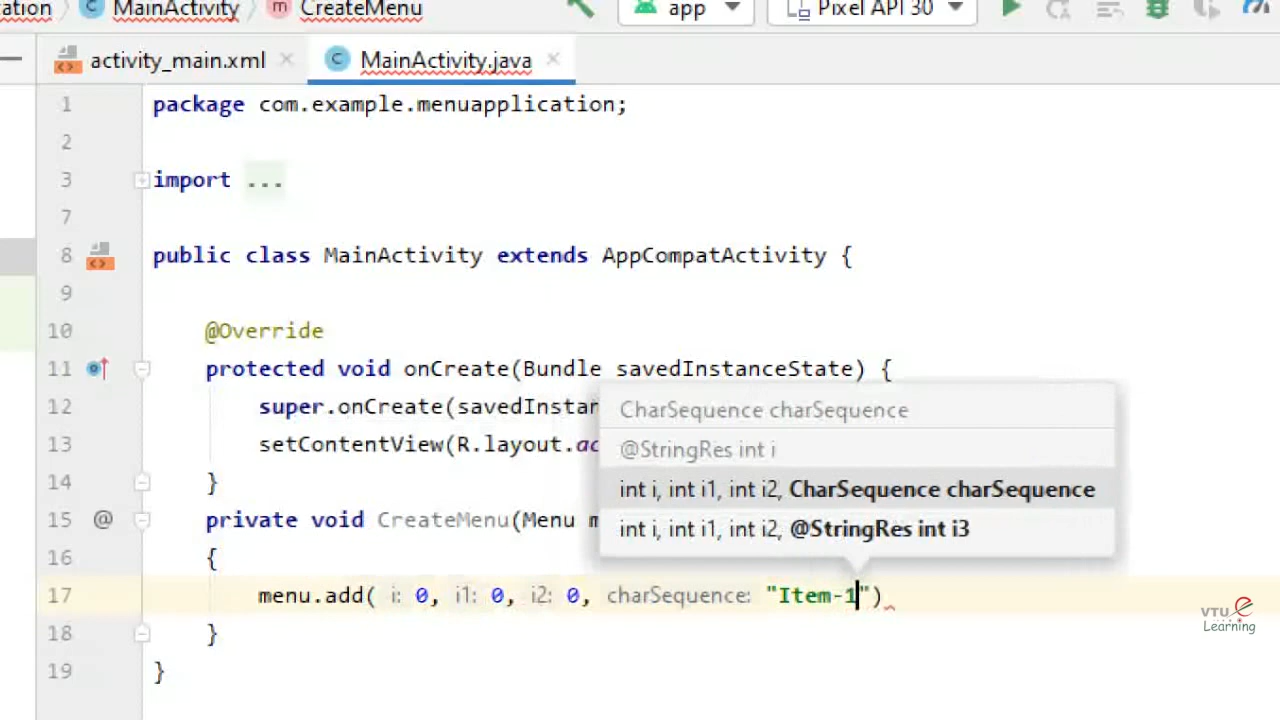 ation MainActivity CreateMenu app Pixel API 30
activity_main.xml MainActivity.java
1 package com.example.menuapplication;
2
3 import ...
7
8 public class MainActivity extends AppCompatActivity {
9
10 @Override
11 protected void onCreate(Bundle savedInstanceState) {
12 super.onCreate(savedInstan
13 setContentView(R.layout.ac
14 }
15 @ private void CreateMenu(Menu m
16 {
17 menu.add( i: 0, i1: 0, i2: 0, charSequence: "Item-1")
18 }
19 }
CharSequence charSequence
@StringRes int i
int i, int i1, int i2, CharSequence charSequence
int i, int i1, int i2, @StringRes int i3
VTU e
Learning